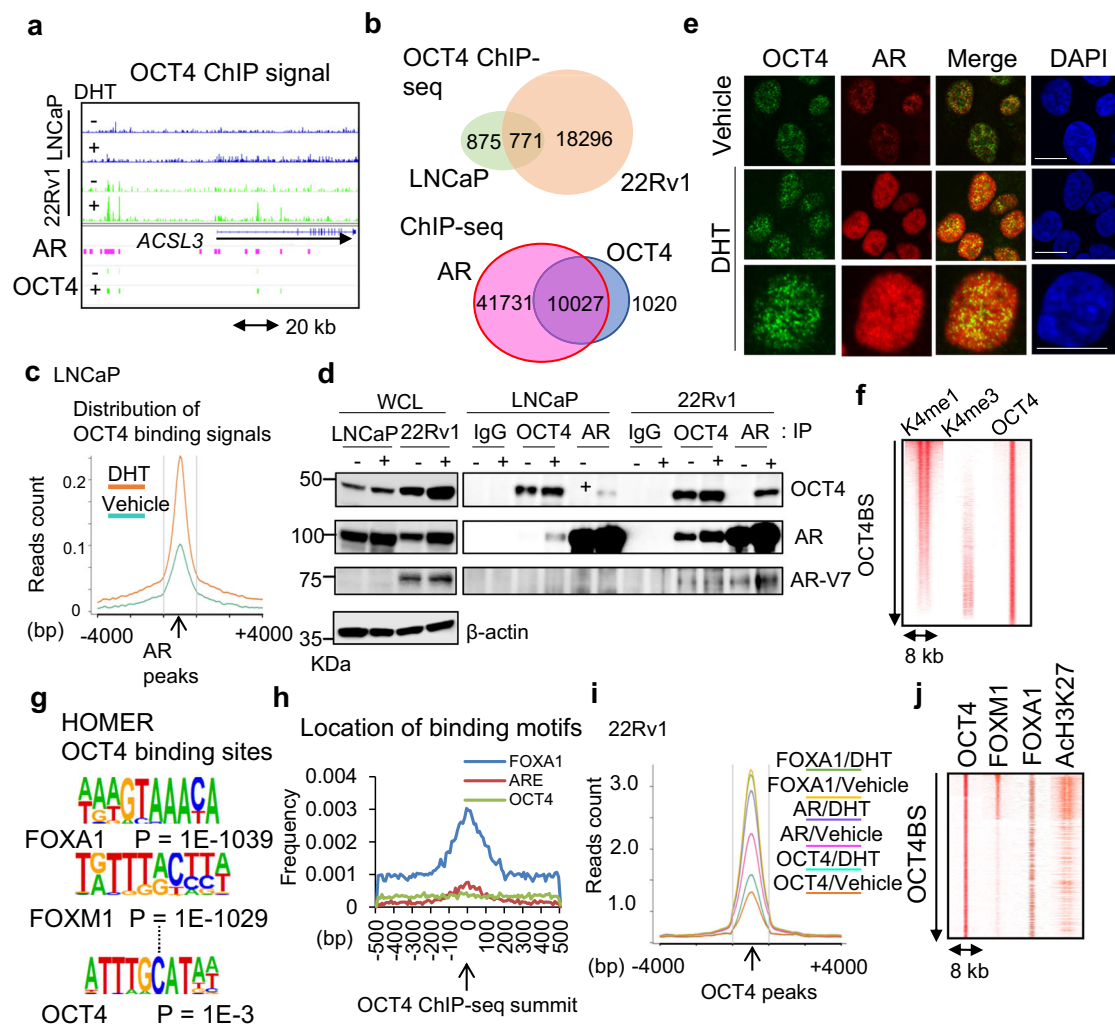 a
OCT4 ChIP signal
DHT
LNCaP
-
+
22Rv1
-
+
ACSL3
AR
OCT4
-
+
20 kb
b
OCT4 ChIP-
seq
875
771
18296
LNCaP
22Rv1
ChIP-seq
AR
OCT4
41731
10027
1020
c
LNCaP
Distribution of
OCT4 binding signals
DHT
Vehicle
Reads count
0.2
0.1
0
(bp)
-4000
+4000
AR
peaks
d
WCL
LNCaP
22Rv1
LNCaP 22Rv1
IgG OCT4 AR
IgG OCT4 AR
: IP
- + - +
- + - + -
- + - + - +
50
+
OCT4
100
AR
75
AR-V7
35
β-actin
KDa
e
OCT4 AR Merge DAPI
Vehicle
DHT
f
K4me1
K4me3
OCT4
OCT4BS
8 kb
g
HOMER
OCT4 binding sites
AAAGTAAACA
FOXA1 P = 1E-1039
TGTTTACTTA
FOXM1 P = 1E-1029
ATTTGCATAA
OCT4 P = 1E-3
h
Location of binding motifs
FOXA1
ARE
OCT4
Frequency
0.004
0.003
0.002
0.001
0
(bp)
-500
-400
-300
-200
-100
0
100
200
300
400
500
OCT4 ChIP-seq summit
i
22Rv1
FOXA1/DHT
FOXA1/Vehicle
AR/DHT
AR/Vehicle
OCT4/DHT
OCT4/Vehicle
Reads count
3.0
2.0
1.0
(bp)
-4000
+4000
OCT4 peaks
j
OCT4
FOXM1
FOXA1
AcH3K27
OCT4BS
8 kb